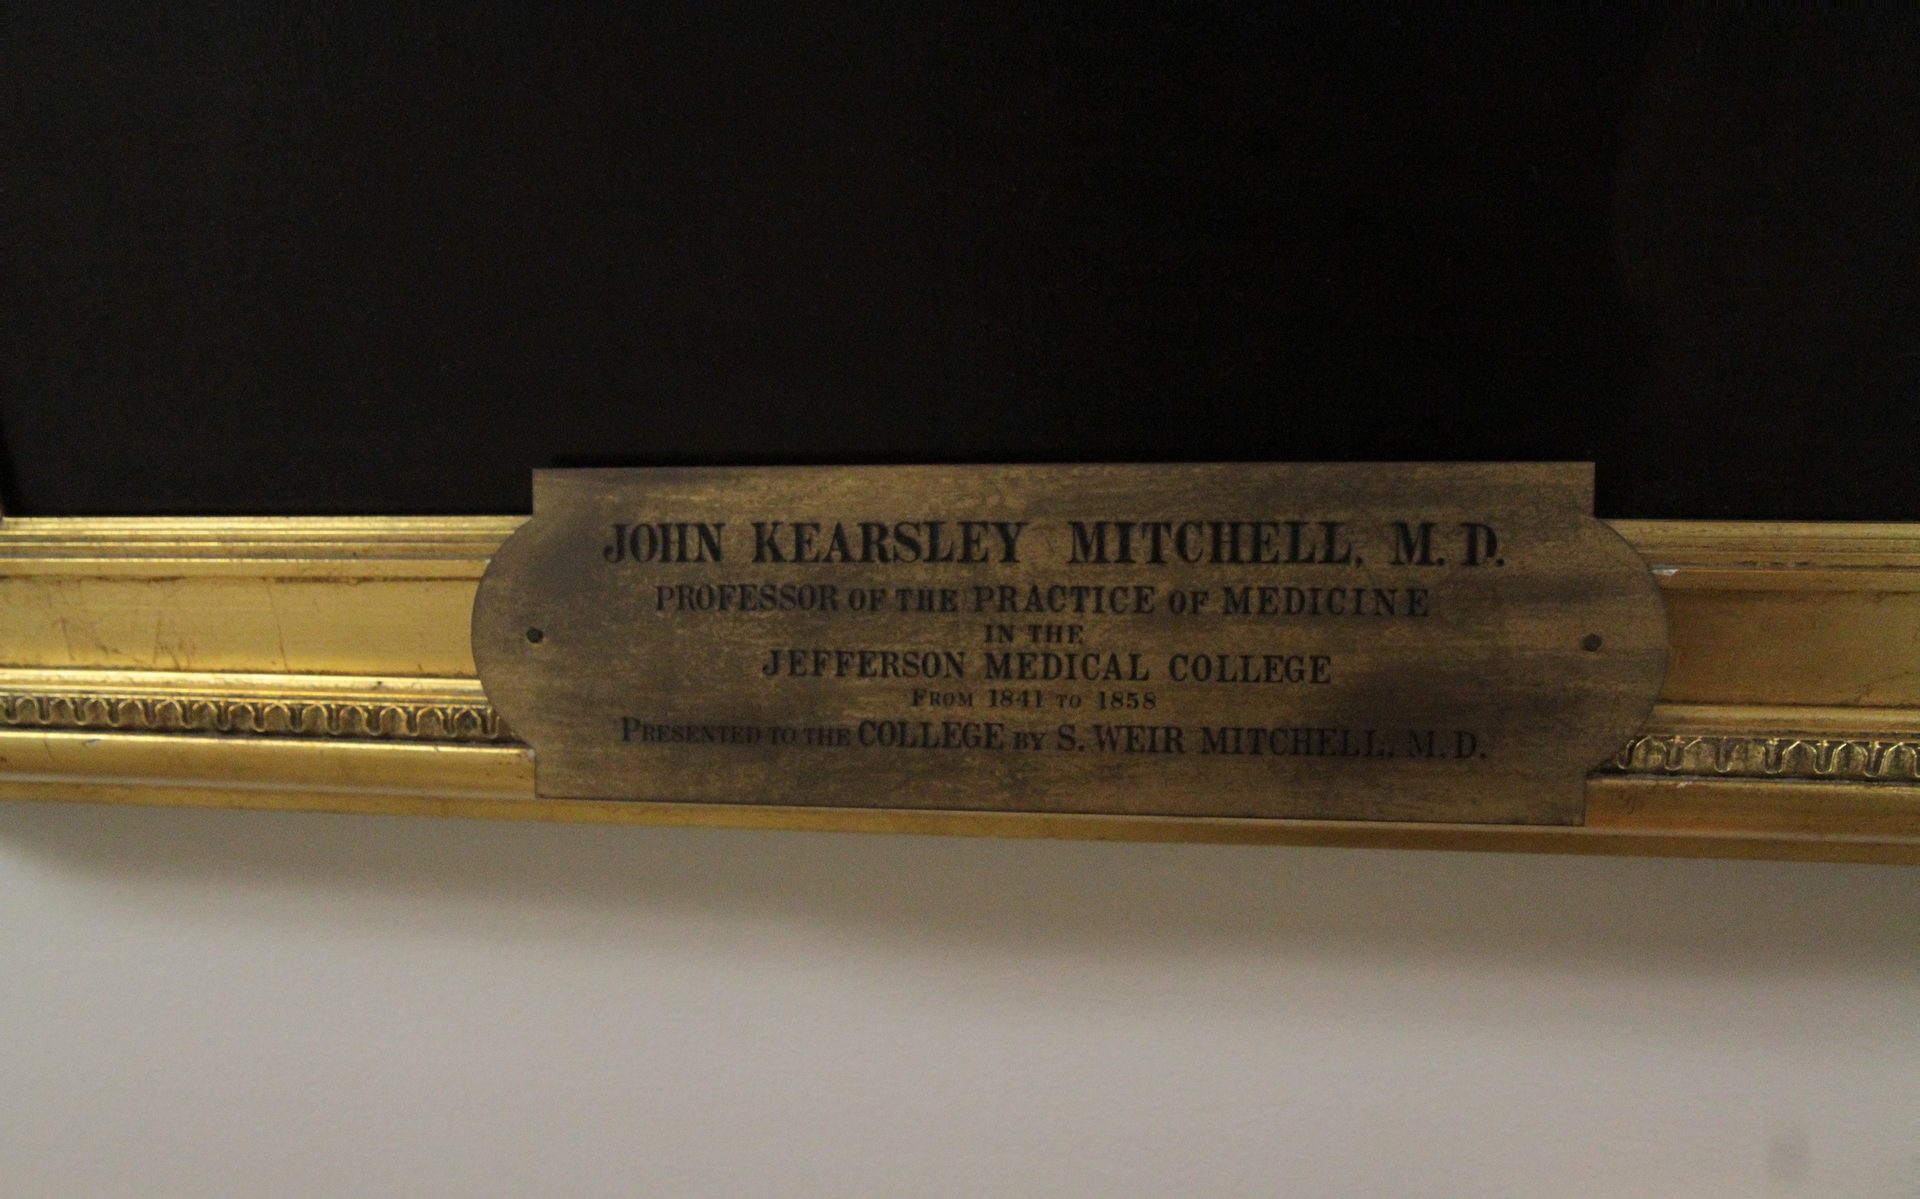 JOHN KEARSLEY MITCHELL, M.D.
PROFESSOR OF THE PRACTICE OF MEDICINE
IN THE
JEFFERSON MEDICAL COLLEGE
FROM 1841 TO 1858
PRESENTED TO THE COLLEGE BY S. WEIR MITCHELL, M.D.